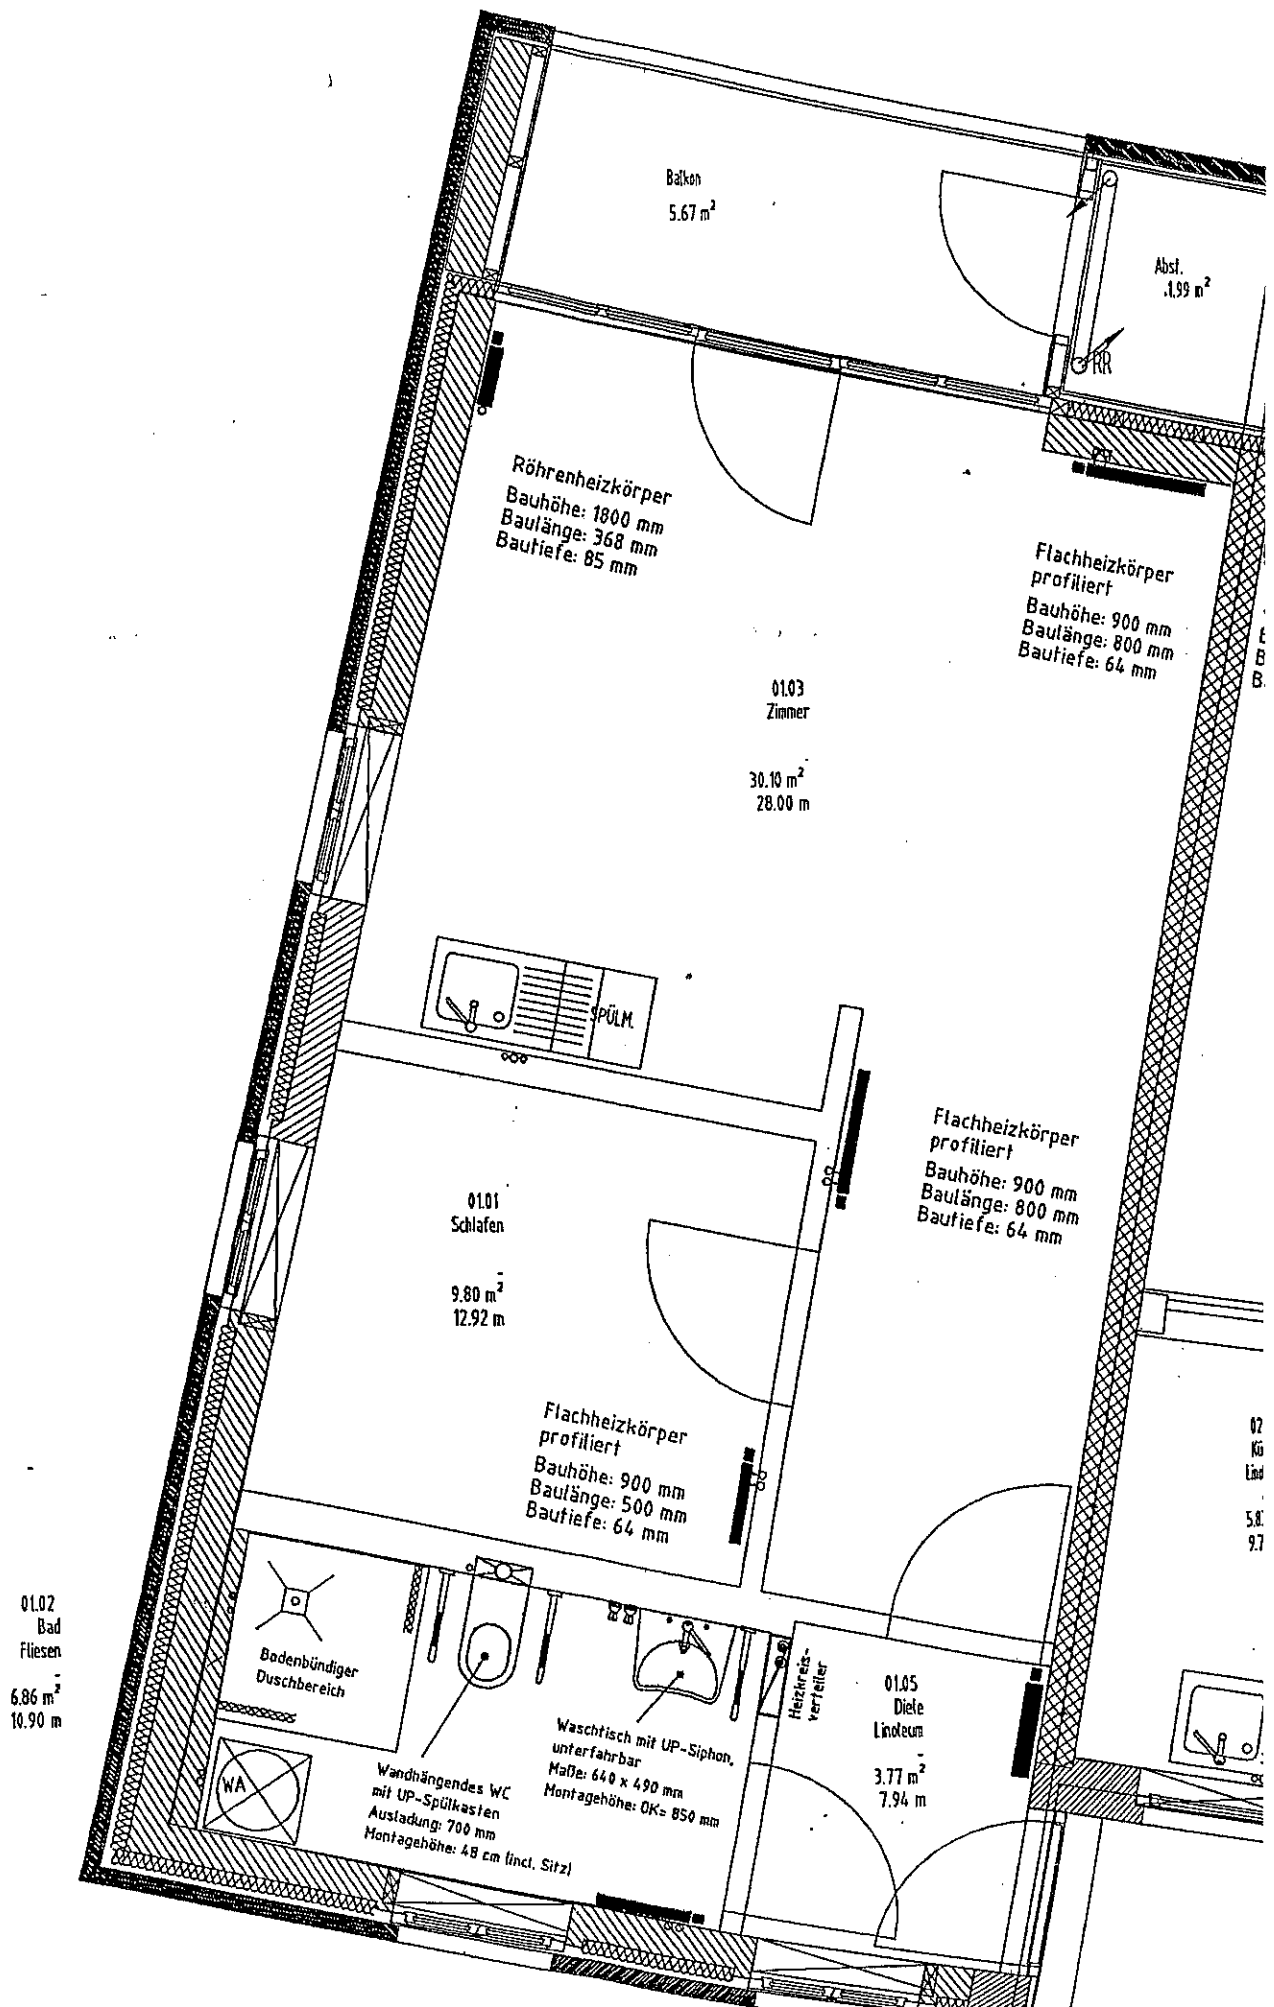 Balkon
5.67 m²
Abst.
1.99 m²
RR
Röhrenheizkörper
Bauhöhe: 1800 mm
Baulänge: 368 mm
Bautiefe: 85 mm
Flachheizkörper
profiliert
Bauhöhe: 900 mm
Baulänge: 800 mm
Bautiefe: 64 mm
B
B
01.03
Zimmer
30.10 m²
28.00 m
SPÜLM.
Flachheizkörper
profiliert
Bauhöhe: 900 mm
Baulänge: 800 mm
Bautiefe: 64 mm
01.01
Schlafen
9.80 m²
12.92 m
Flachheizkörper
profiliert
Bauhöhe: 900 mm
Baulänge: 500 mm
Bautiefe: 64 mm
02
Kü
5.8
9.7
01.02
Bad
Fliesen
6.86 m²
10.90 m
Bodenbündiger
Duschbereich
WA
Wandhängendes WC
mit UP-Spülkasten
Ausladung: 700 mm
Montagehöhe: 48 cm (incl. Sitz)
Waschtisch mit UP-Siphon,
unterfahrbar
Maße: 640 x 490 mm
Montagehöhe: OK= 850 mm
Heizkreis-
verteiler
01.05
Diele
Linoleum
3.77 m²
7.94 m